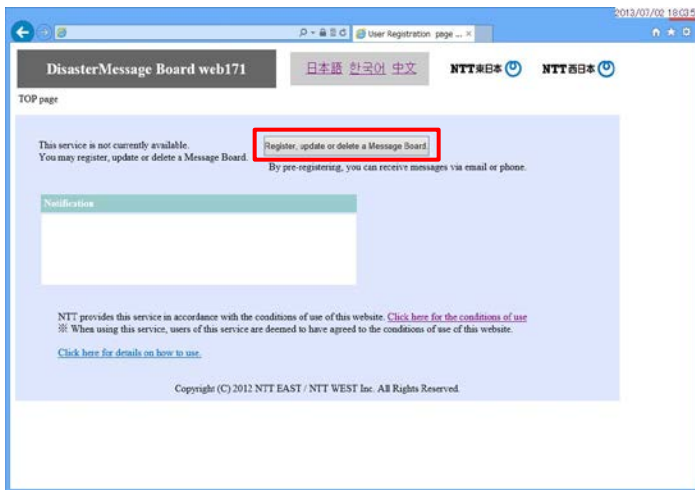 2013/07/02 18:03:5
User Registration page ... ×
DisasterMessage Board web171
日本語 한국어 中文
NTT東日本
NTT西日本
TOP page
This service is not currently available.
You may register, update or delete a Message Board.
Register, update or delete a Message Board.
By pre-registering, you can receive messages via email or phone.
Notification
NTT provides this service in accordance with the conditions of use of this website. Click here for the conditions of use
※ When using this service, users of this service are deemed to have agreed to the conditions of use of this website.
Click here for details on how to use.
Copyright (C) 2012 NTT EAST / NTT WEST Inc. All Rights Reserved.